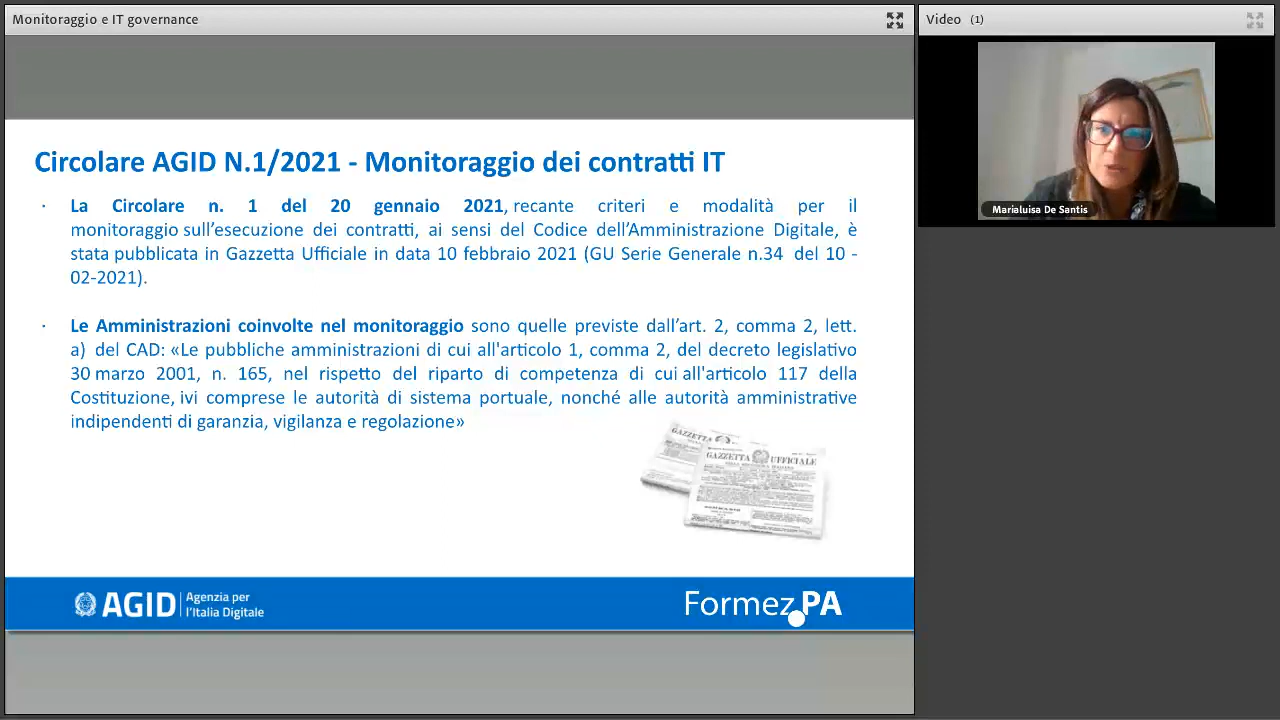 Monitoraggio e IT governance
Video (1)
Marialuisa De Santis
Circolare AGID N.1/2021 - Monitoraggio dei contratti IT
· La Circolare n. 1 del 20 gennaio 2021, recante criteri e modalità per il
monitoraggio sull’esecuzione dei contratti, ai sensi del Codice dell’Amministrazione Digitale, è
stata pubblicata in Gazzetta Ufficiale in data 10 febbraio 2021 (GU Serie Generale n.34 del 10 -
02-2021).
· Le Amministrazioni coinvolte nel monitoraggio sono quelle previste dall’art. 2, comma 2, lett.
a) del CAD: «Le pubbliche amministrazioni di cui all'articolo 1, comma 2, del decreto legislativo
30 marzo 2001, n. 165, nel rispetto del riparto di competenza di cui all'articolo 117 della
Costituzione, ivi comprese le autorità di sistema portuale, nonché alle autorità amministrative
indipendenti di garanzia, vigilanza e regolazione»
GAZZETTA
GAZZETTA UFFICIALE
AGID
Agenzia per
l’Italia Digitale
Formez.PA